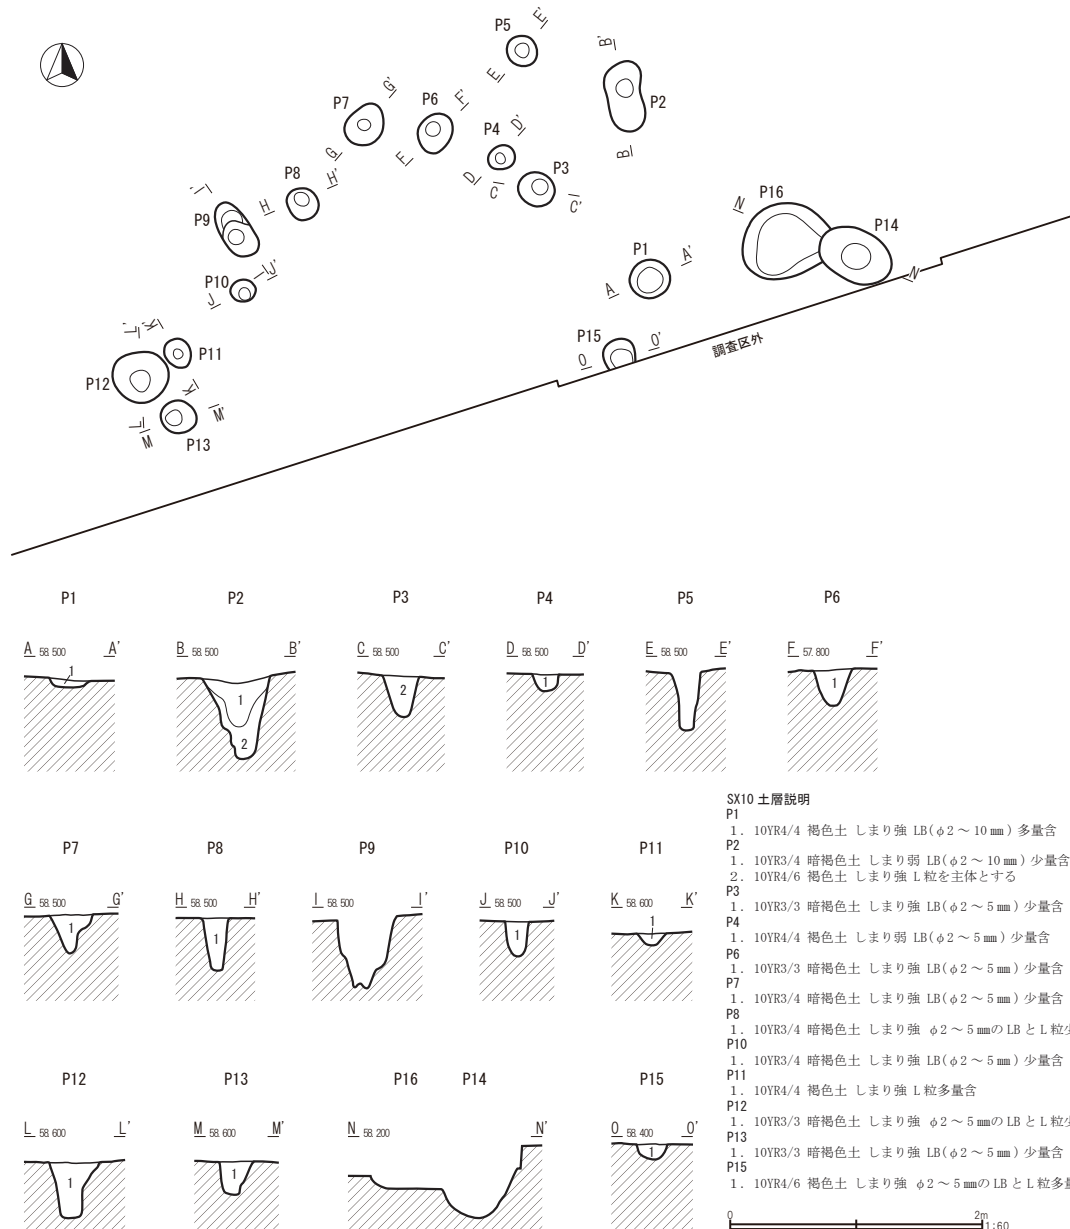 P5
E'
E
B'
P2
B
P7
G'
G
P6
F'
F
P4
D'
D
P3
C
C'
P8
H'
H
P9
I'
I
P10
J'
J
P16
N
P14
N'
P1
A'
A
P15
O
O'
調査区外
L'
K'
P11
P12
K
M'
L
M
P13
P1
P2
P3
P4
P5
P6
A 58.500 A'
B 58.500 B'
C 58.500 C'
D 58.500 D'
E 58.500 E'
F 57.800 F'
1
1
2
2
1
1
P7
P8
P9
P10
P11
G 58.500 G'
H 58.500 H'
I 58.500 I'
J 58.500 J'
K 58.600 K'
1
1
1
1
P12
P13
P16
P14
P15
L 58.600 L'
M 58.600 M'
N 58.200 N'
O 58.400 O'
1
1
1
SX10 土層説明
P1
1. 10YR4/4 褐色土 しまり強 LB(φ2～10㎜) 多量含
P2
1. 10YR3/4 暗褐色土 しまり弱 LB(φ2～10㎜) 少量含
2. 10YR4/6 褐色土 しまり強 L粒を主体とする
P3
1. 10YR3/3 暗褐色土 しまり強 LB(φ2～5㎜) 少量含
P4
1. 10YR4/4 褐色土 しまり弱 LB(φ2～5㎜) 少量含
P6
1. 10YR3/3 暗褐色土 しまり強 LB(φ2～5㎜) 少量含
P7
1. 10YR3/4 暗褐色土 しまり強 LB(φ2～5㎜) 少量含
P8
1. 10YR3/4 暗褐色土 しまり強 φ2～5㎜のLBとL粒少
P10
1. 10YR3/4 暗褐色土 しまり強 LB(φ2～5㎜) 少量含
P11
1. 10YR4/4 褐色土 しまり強 L粒多量含
P12
1. 10YR3/3 暗褐色土 しまり強 φ2～5㎜のLBとL粒少
P13
1. 10YR3/3 暗褐色土 しまり強 LB(φ2～5㎜) 少量含
P15
1. 10YR4/6 褐色土 しまり強 φ2～5㎜のLBとL粒多量
0 2m
1:60